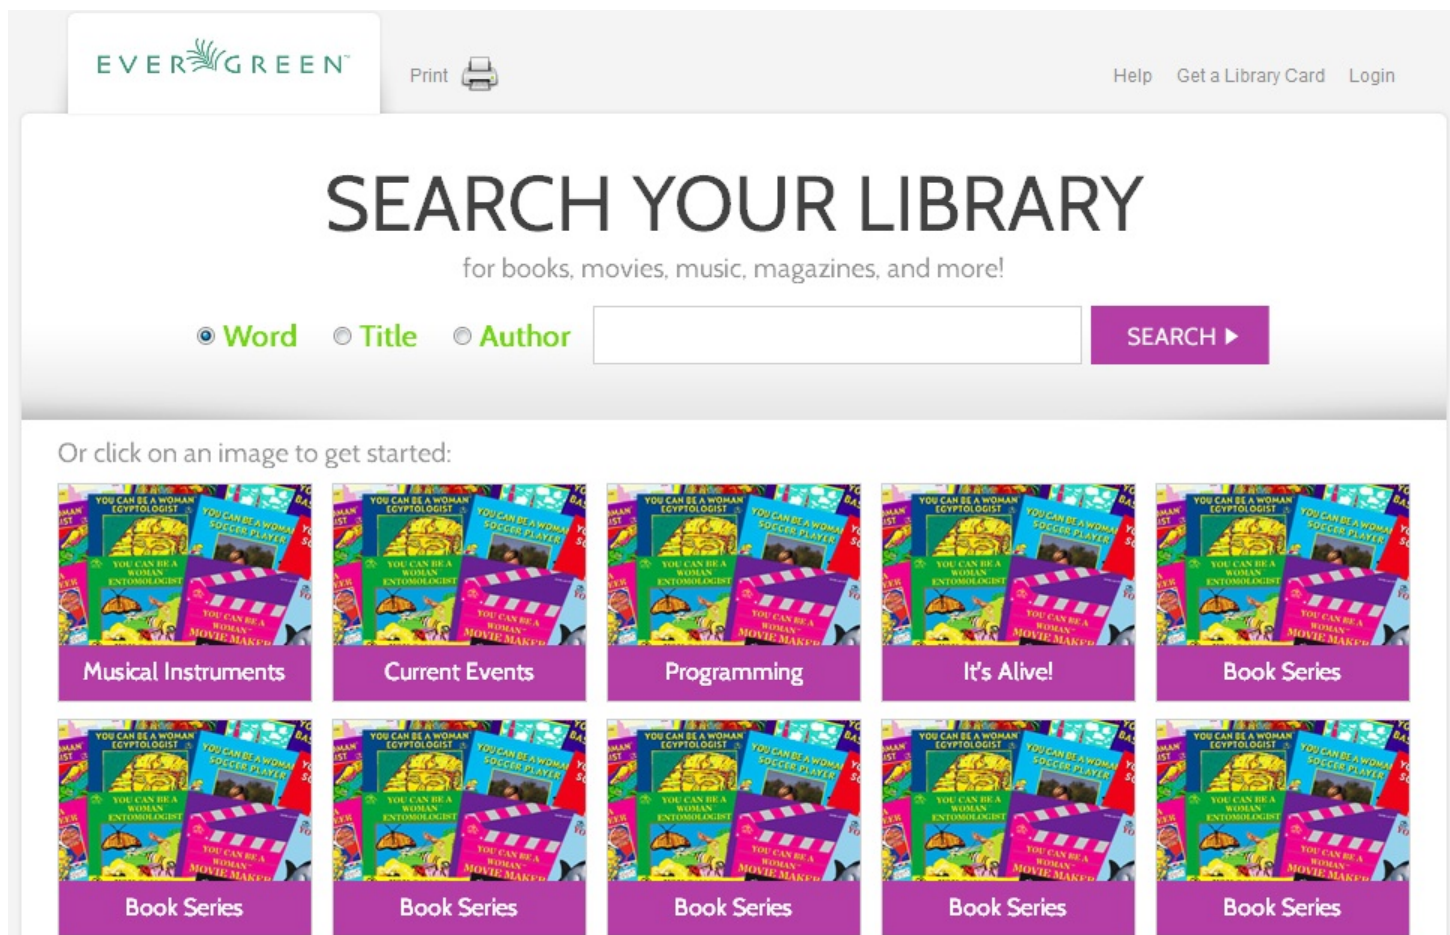 EVERGREEN™
Print
Help Get a Library Card Login
SEARCH YOUR LIBRARY
for books, movies, music, magazines, and more!
Word Title Author SEARCH
Or click on an image to get started:
YOU CAN BE A WOMAN EGYPTOLOGIST
YOU CAN BE A WOMAN SOCCER PLAYER
YOU CAN BE A WOMAN ENTOMOLOGIST
YOU CAN BE A WOMAN MOVIE MAKER
Musical Instruments Current Events Programming It's Alive! Book Series
Book Series Book Series Book Series Book Series Book Series